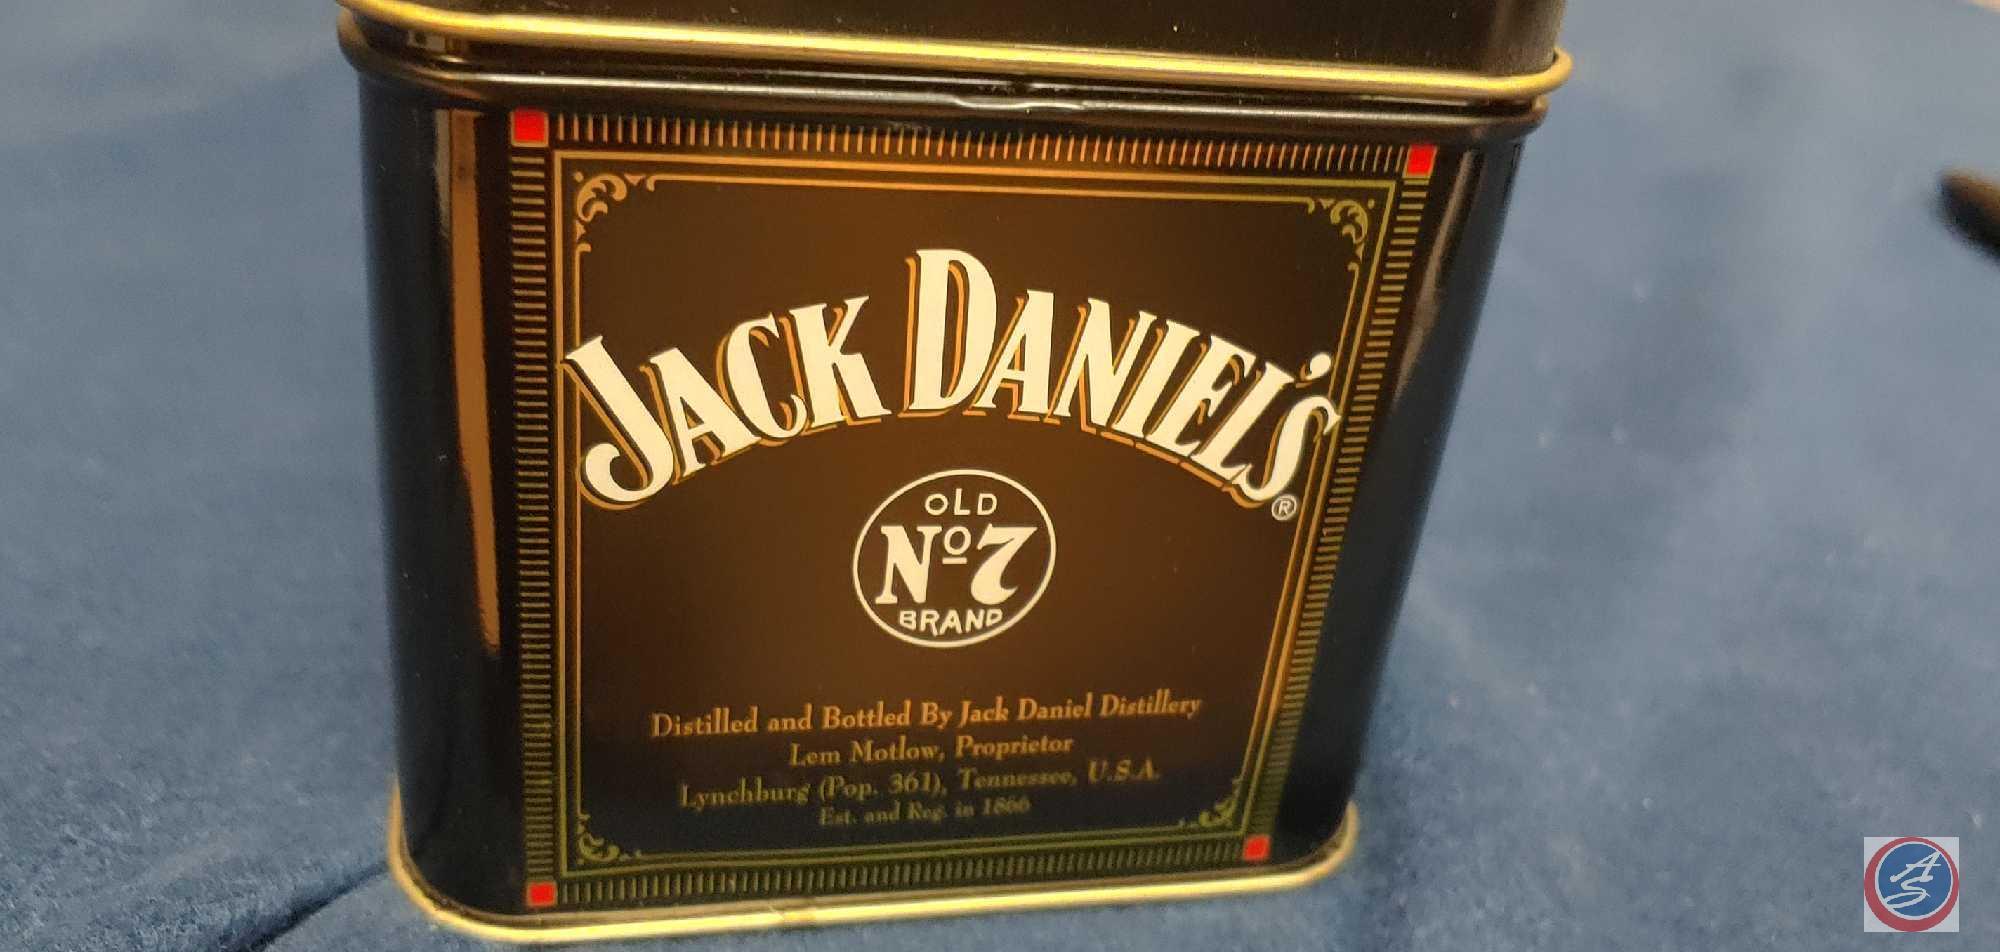 JACK DANIEL'S®
OLD
Nº7
BRAND
Distilled and Bottled By Jack Daniel Distillery
Lem Motlow, Proprietor
Lynchburg (Pop. 361), Tennessee, U.S.A.
Est. and Reg. in 1866
AS